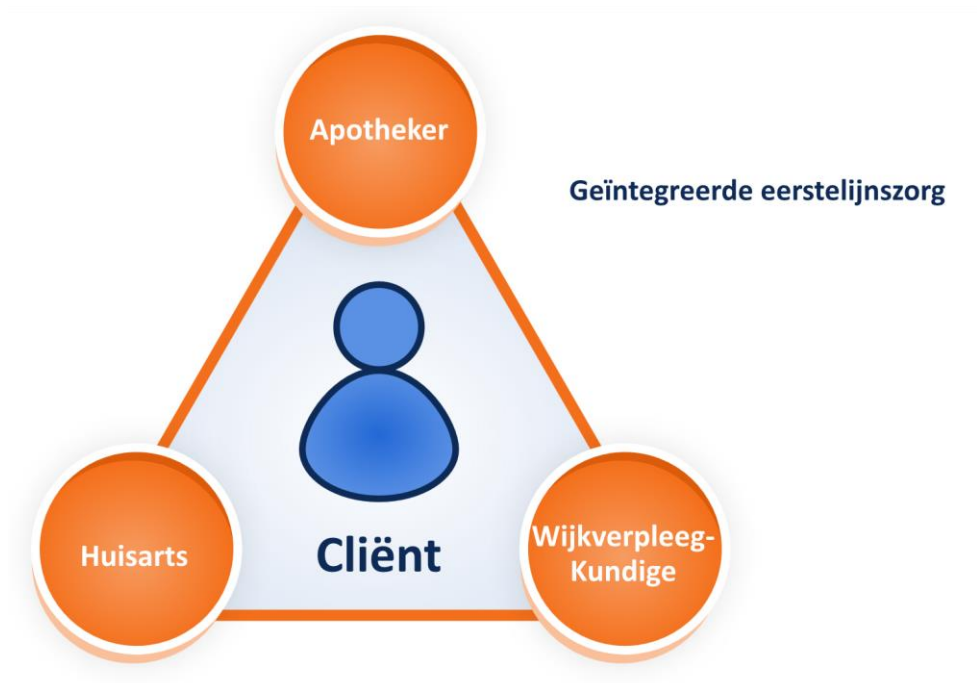 Apotheker
Geïntegreerde eerstelijnszorg
Huisarts
Cliënt
Wijkverpleeg-
Kundige